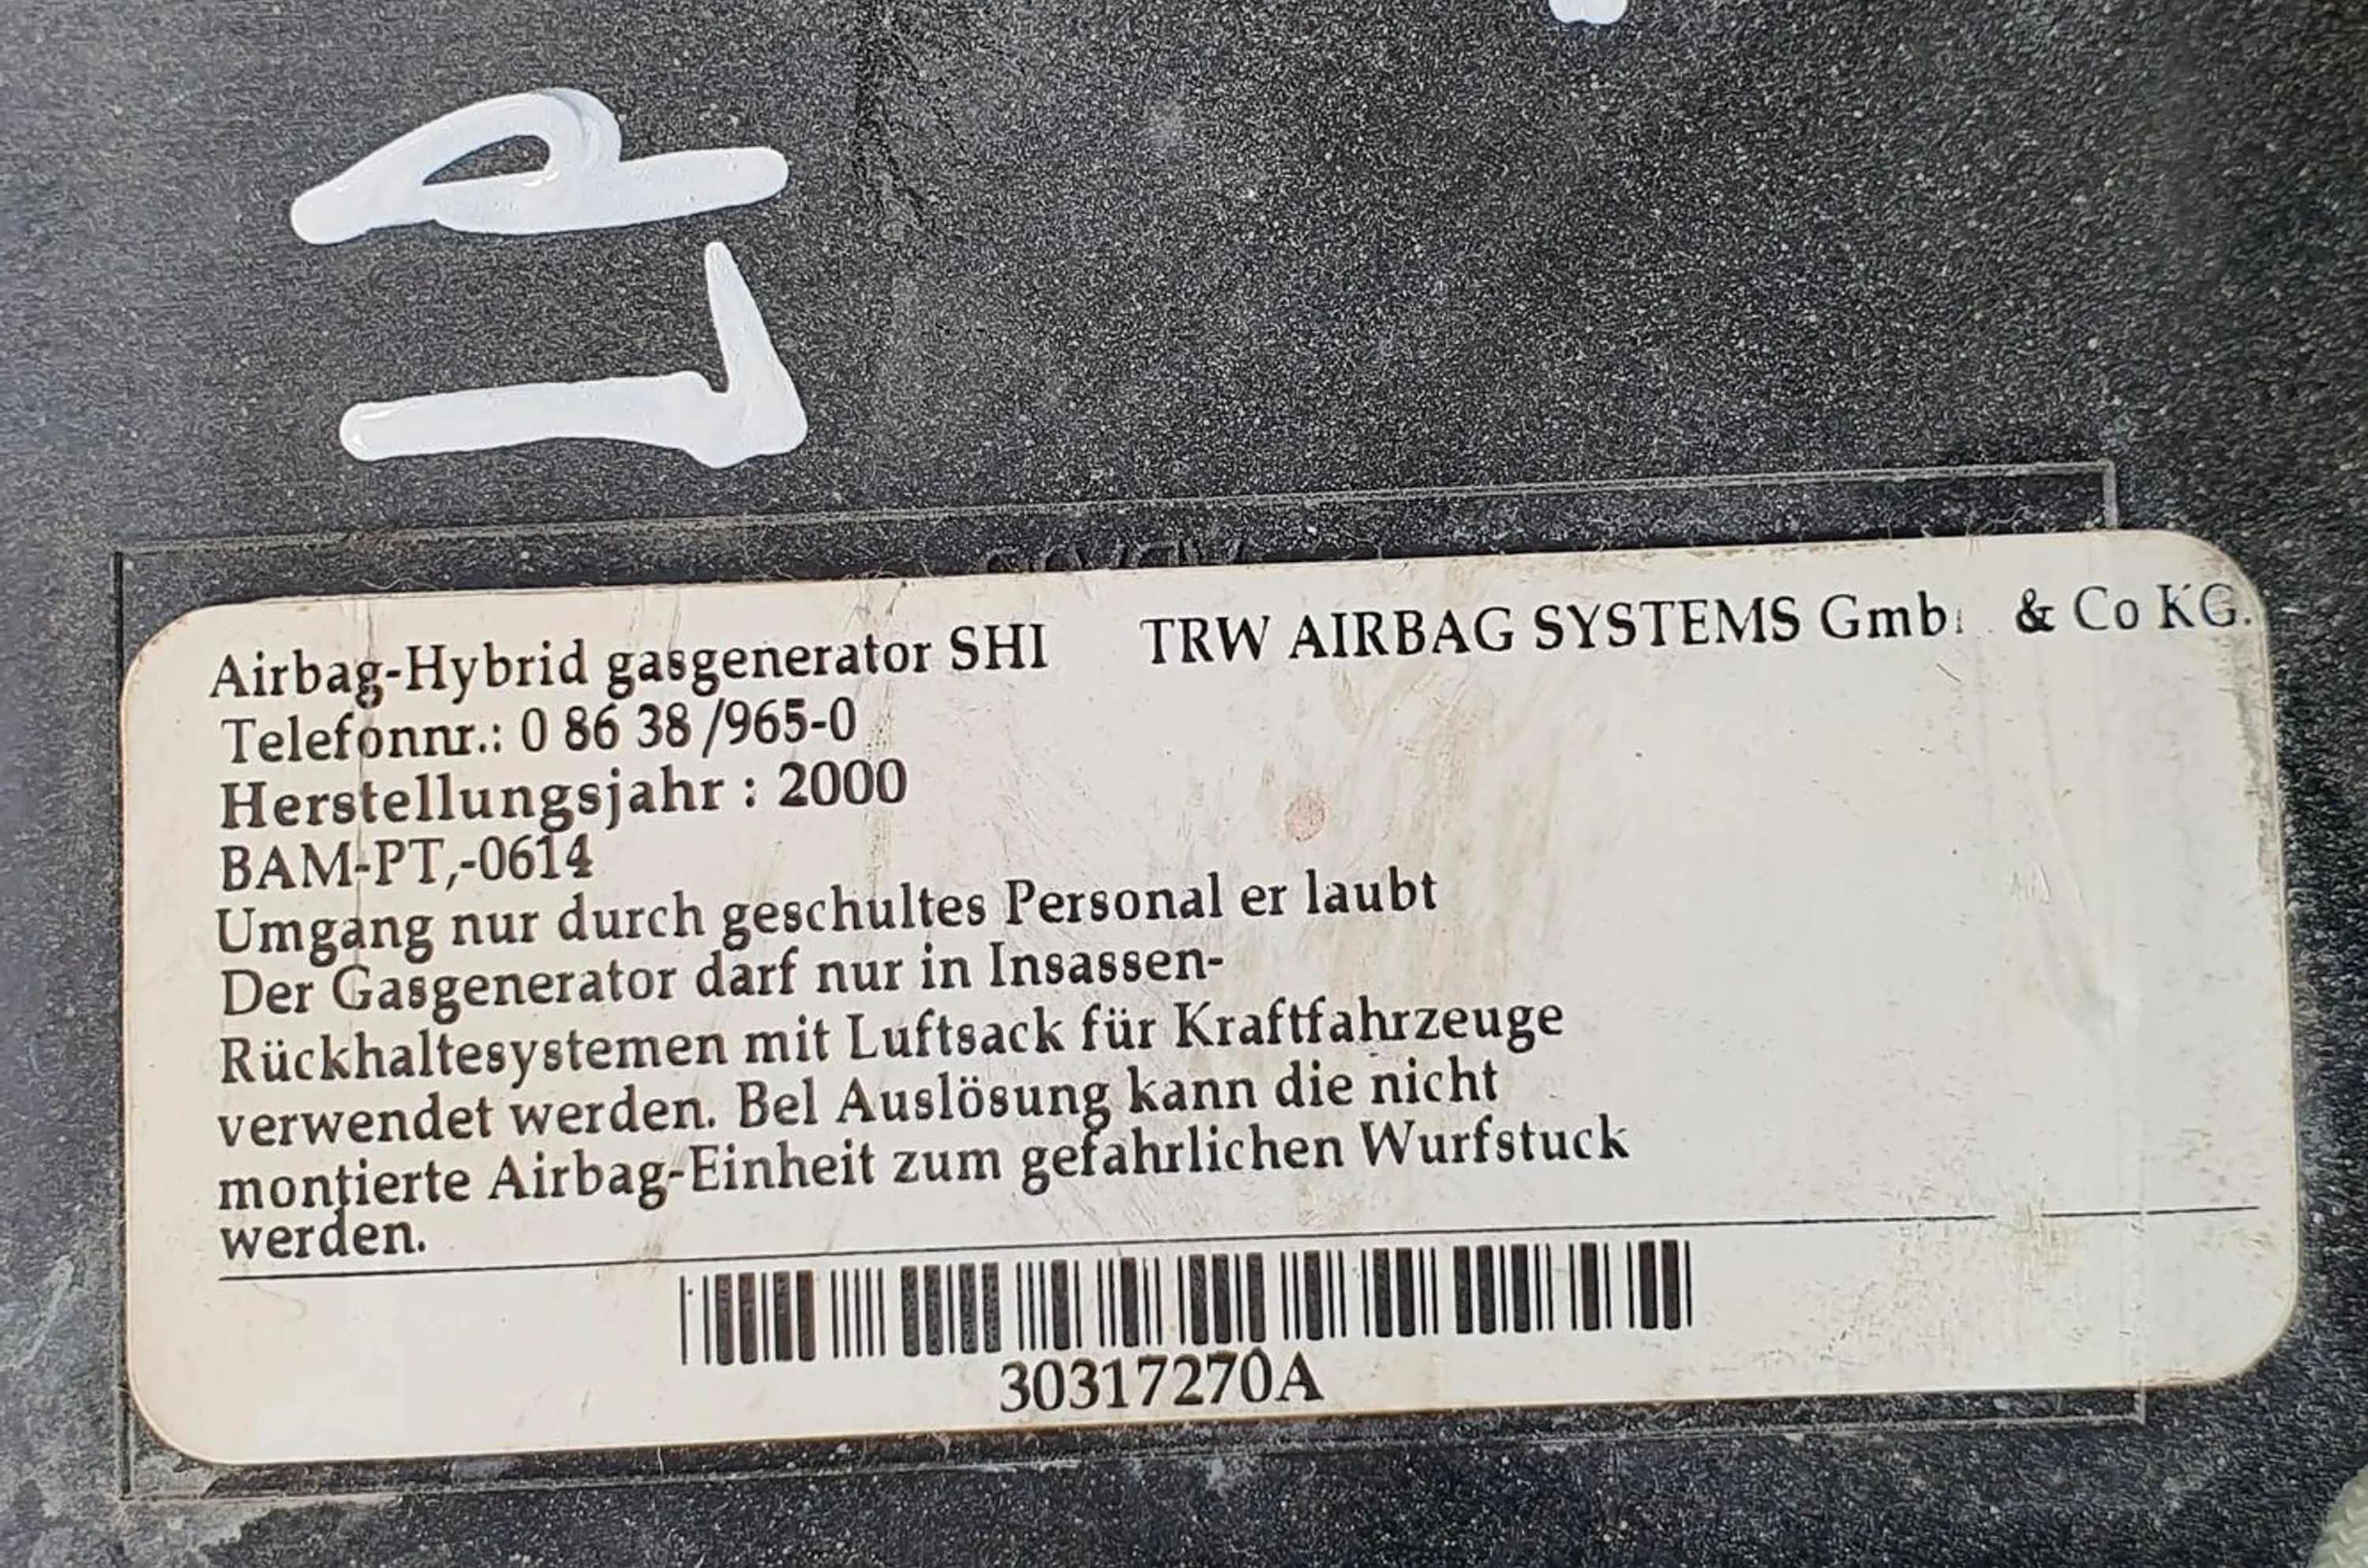 Airbag-Hybrid gasgenerator SHI TRW AIRBAG SYSTEMS Gmb & Co KG.
Telefonnr.: 0 86 38 /965-0
Herstellungsjahr : 2000
BAM-PT,-0614
Umgang nur durch geschultes Personal er laubt
Der Gasgenerator darf nur in Insassen-
Rückhaltesystemen mit Luftsack für Kraftfahrzeuge
verwendet werden. Bel Auslösung kann die nicht
montierte Airbag-Einheit zum gefahrlichen Wurfstuck
werden.
30317270A